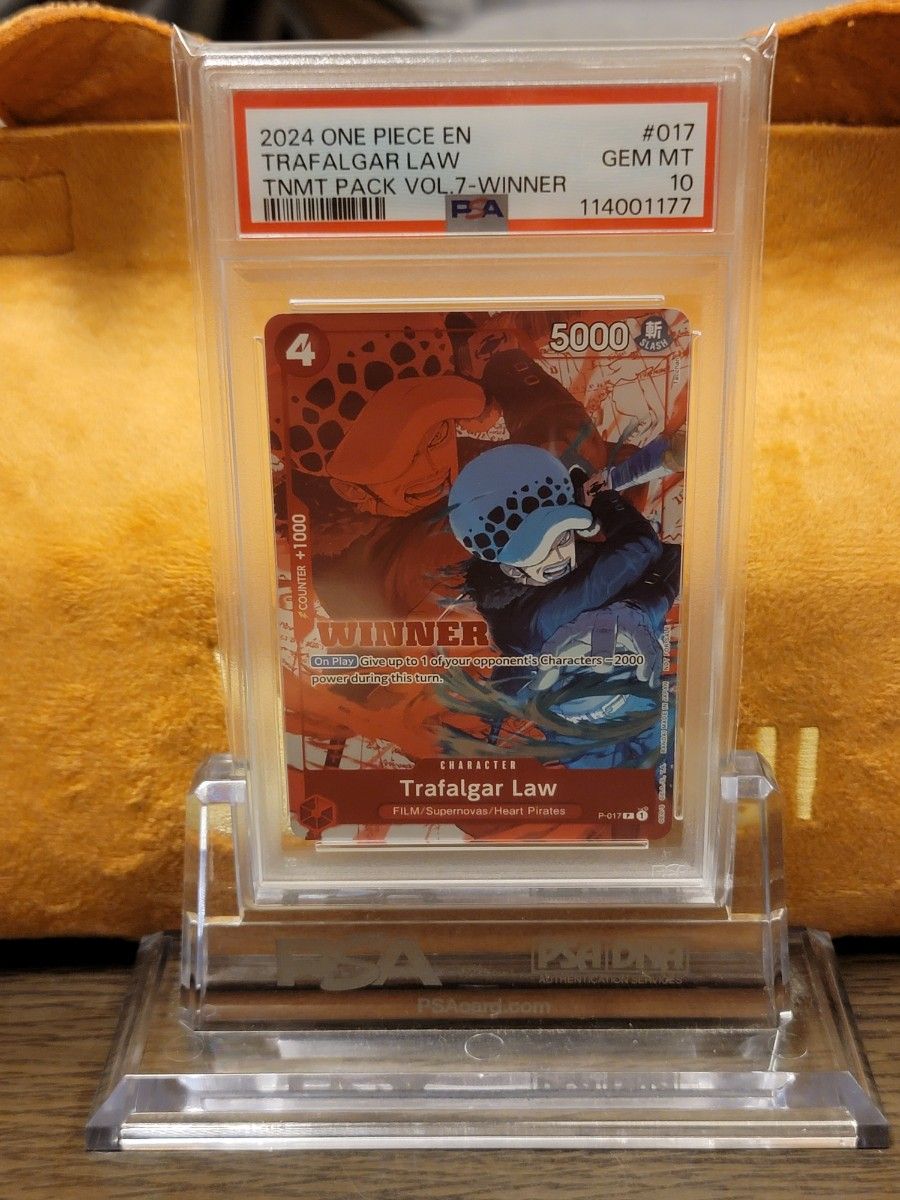 2024 ONE PIECE EN #017
TRAFALGAR LAW GEM MT
TNMT PACK VOL.7-WINNER 10
PSA 114001177
4
5000 斬
SLASH
COUNTER +1000
WINNER
On Play Give up to 1 of your opponent's Characters −2000
power during this turn.
CHARACTER
Trafalgar Law
FILM/Supernovas/Heart Pirates
P-017 P 1
PSA
PSA DNA
AUTHENTICATION SERVICES
PSAcard.com